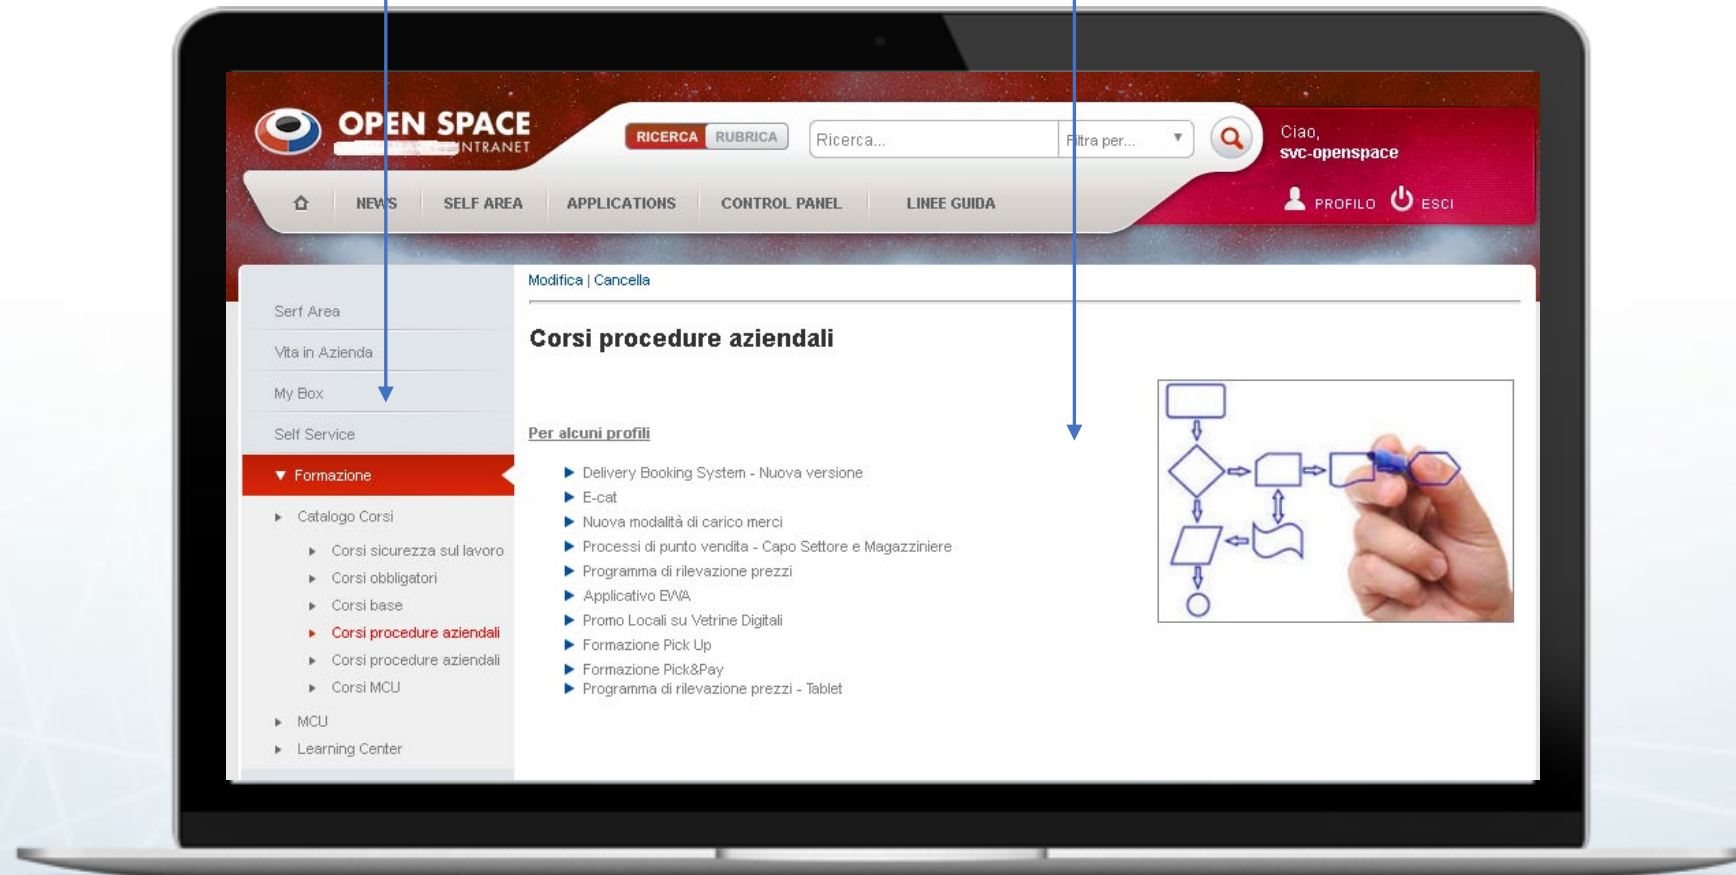 OPEN SPACE
INTRANET
RICERCA RUBRICA
Ricerca...
Filtra per...
Ciao,
svc-openspace
PROFILO ESCI
NEWS SELF AREA APPLICATIONS CONTROL PANEL LINEE GUIDA
Modifica | Cancella
Serf Area
Vita in Azienda
My Box
Self Service
Formazione
Catalogo Corsi
Corsi sicurezza sul lavoro
Corsi obbligatori
Corsi base
Corsi procedure aziendali
Corsi procedure aziendali
Corsi MCU
MCU
Learning Center
Corsi procedure aziendali
Per alcuni profili
Delivery Booking System - Nuova versione
E-cat
Nuova modalità di carico merci
Processi di punto vendita - Capo Settore e Magazziniere
Programma di rilevazione prezzi
Applicativo EWA
Promo Locali su Vetrine Digitali
Formazione Pick Up
Formazione Pick&Pay
Programma di rilevazione prezzi - Tablet